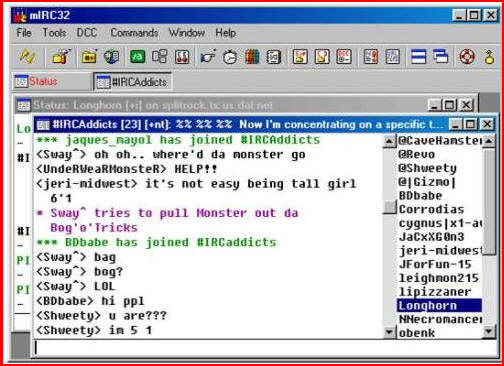 mIRC32
File Tools DCC Commands Window Help
Status #IRCAddicts
Status: Longhorn [+i] on splitrock.tx.us.dal.net
#IRCAddicts [23] [+nt]: %% %% %% Now I'm concentrating on a specific t...
*** jaques_mayol has joined #IRCAddicts
<Sway^> oh oh.. where'd da monster go
<UndeRWeaRMonsteR> HELP!!
<jeri-midwest> it's not easy being tall girl
6'1
* Sway^ tries to pull Monster out da
Bog'o'Tricks
*** BDbabe has joined #IRCaddicts
<Sway^> bag
<Sway^> bog?
<Sway^> LOL
<BDbabe> hi ppl
<Shweety> u are???
<Shweety> im 5 1
@CaveHamster
@Revo
@Shweety
@|Gizmo|
BDbabe
Corrodias
cygnus|x1-a
JaCxXG0n3
jeri-midwest
JForFun-15
leighmon215
lipizzaner
Longhorn
NNecromancer
obenk
Lo
#I
#I
PI
PI